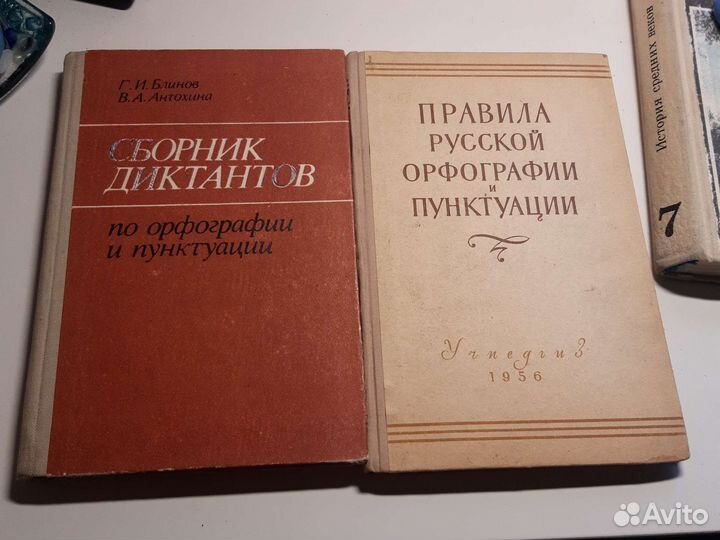 Г. И. Блинов
В. А. Антохина
СБОРНИК
ДИКТАНТОВ
по орфографии
и пунктуации
ПРАВИЛА
РУССКОЙ
ОРФОГРАФИИ
и
ПУНКТУАЦИИ
Учпедгиз
1956
История средних веков
7
Avito